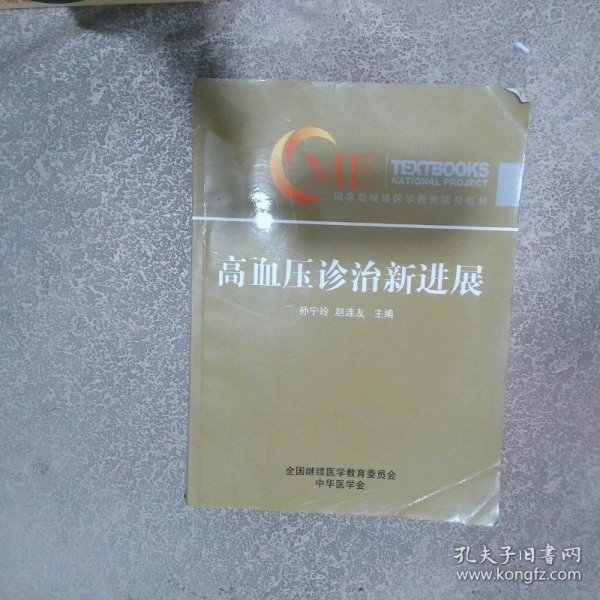 CME
TEXTBOOKS
NATIONAL PROJECT
国家级继续医学教育项目教材
高血压诊治新进展
孙宁玲 赵连友 主编
全国继续医学教育委员会
中华医学会
孔夫子旧书网
www.kongfz.com